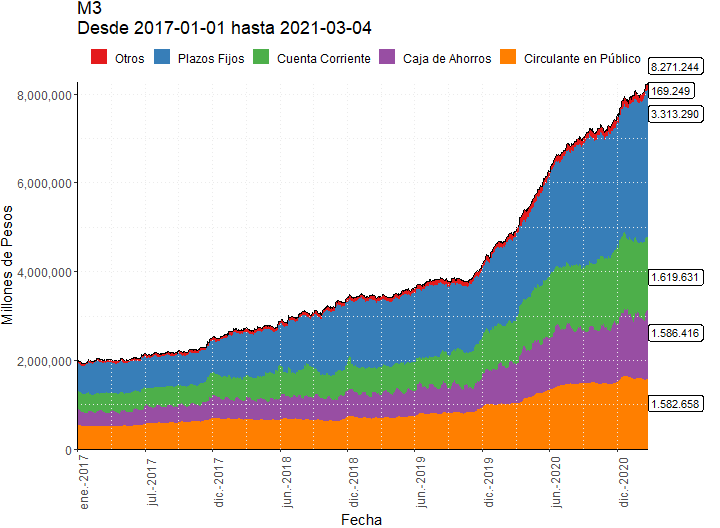 M3
Desde 2017-01-01 hasta 2021-03-04
Otros Plazos Fijos Cuenta Corriente Caja de Ahorros Circulante en Público
8.271.244
169.249
3.313.290
1.619.631
1.586.416
1.582.658
8,000,000
6,000,000
4,000,000
2,000,000
0
Millones de Pesos
ene.-2017
jul.-2017
dic.-2017
jun.-2018
dic.-2018
jun.-2019
dic.-2019
jun.-2020
dic.-2020
Fecha